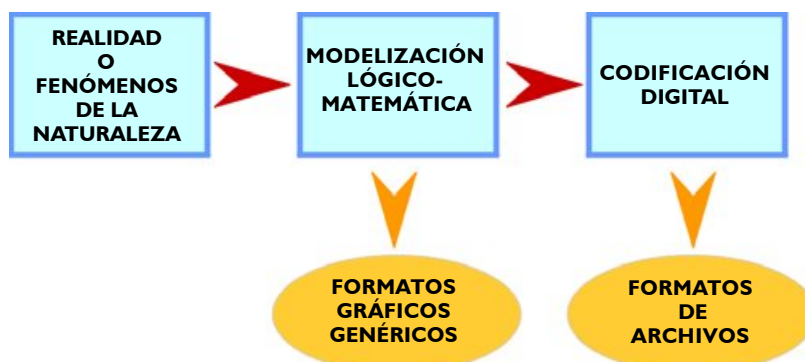 REALIDAD
O
FENÓMENOS
DE LA
NATURALEZA
MODELIZACIÓN
LÓGICO-
MATEMÁTICA
CODIFICACIÓN
DIGITAL
FORMATOS
GRÁFICOS
GENÉRICOS
FORMATOS
DE
ARCHIVOS